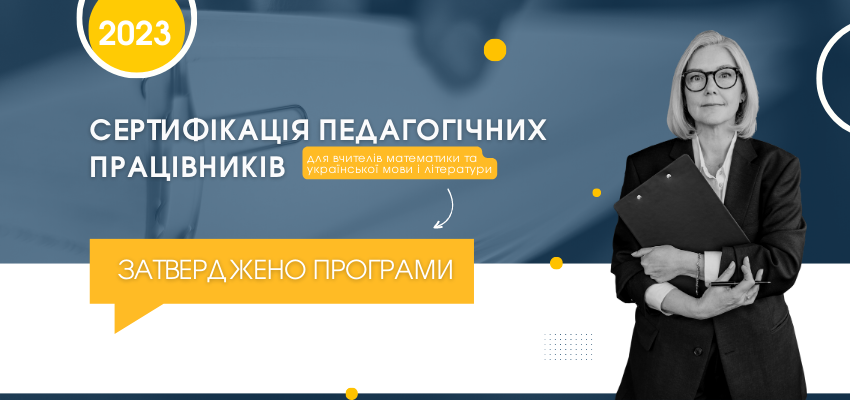 2023
СЕРТИФІКАЦІЯ ПЕДАГОГІЧНИХ
ПРАЦІВНИКІВ
для вчителів математики та
української мови і літератури
ЗАТВЕРДЖЕНО ПРОГРАМИ